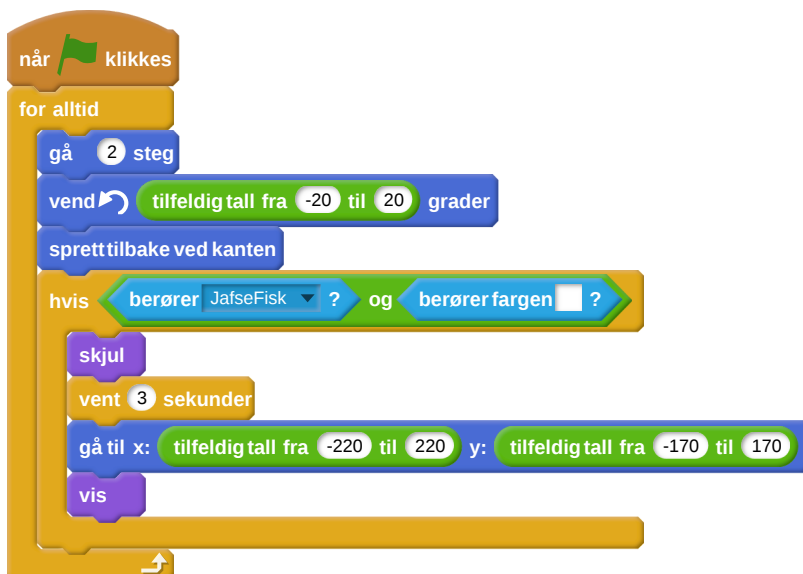 når klikkes
for alltid
gå 2 steg
vend tilfeldig tall fra -20 til 20 grader
sprett tilbake ved kanten
hvis berører JafseFisk ? og berører fargen ?
skjul
vent 3 sekunder
gå til x: tilfeldig tall fra -220 til 220 y: tilfeldig tall fra -170 til 170
vis